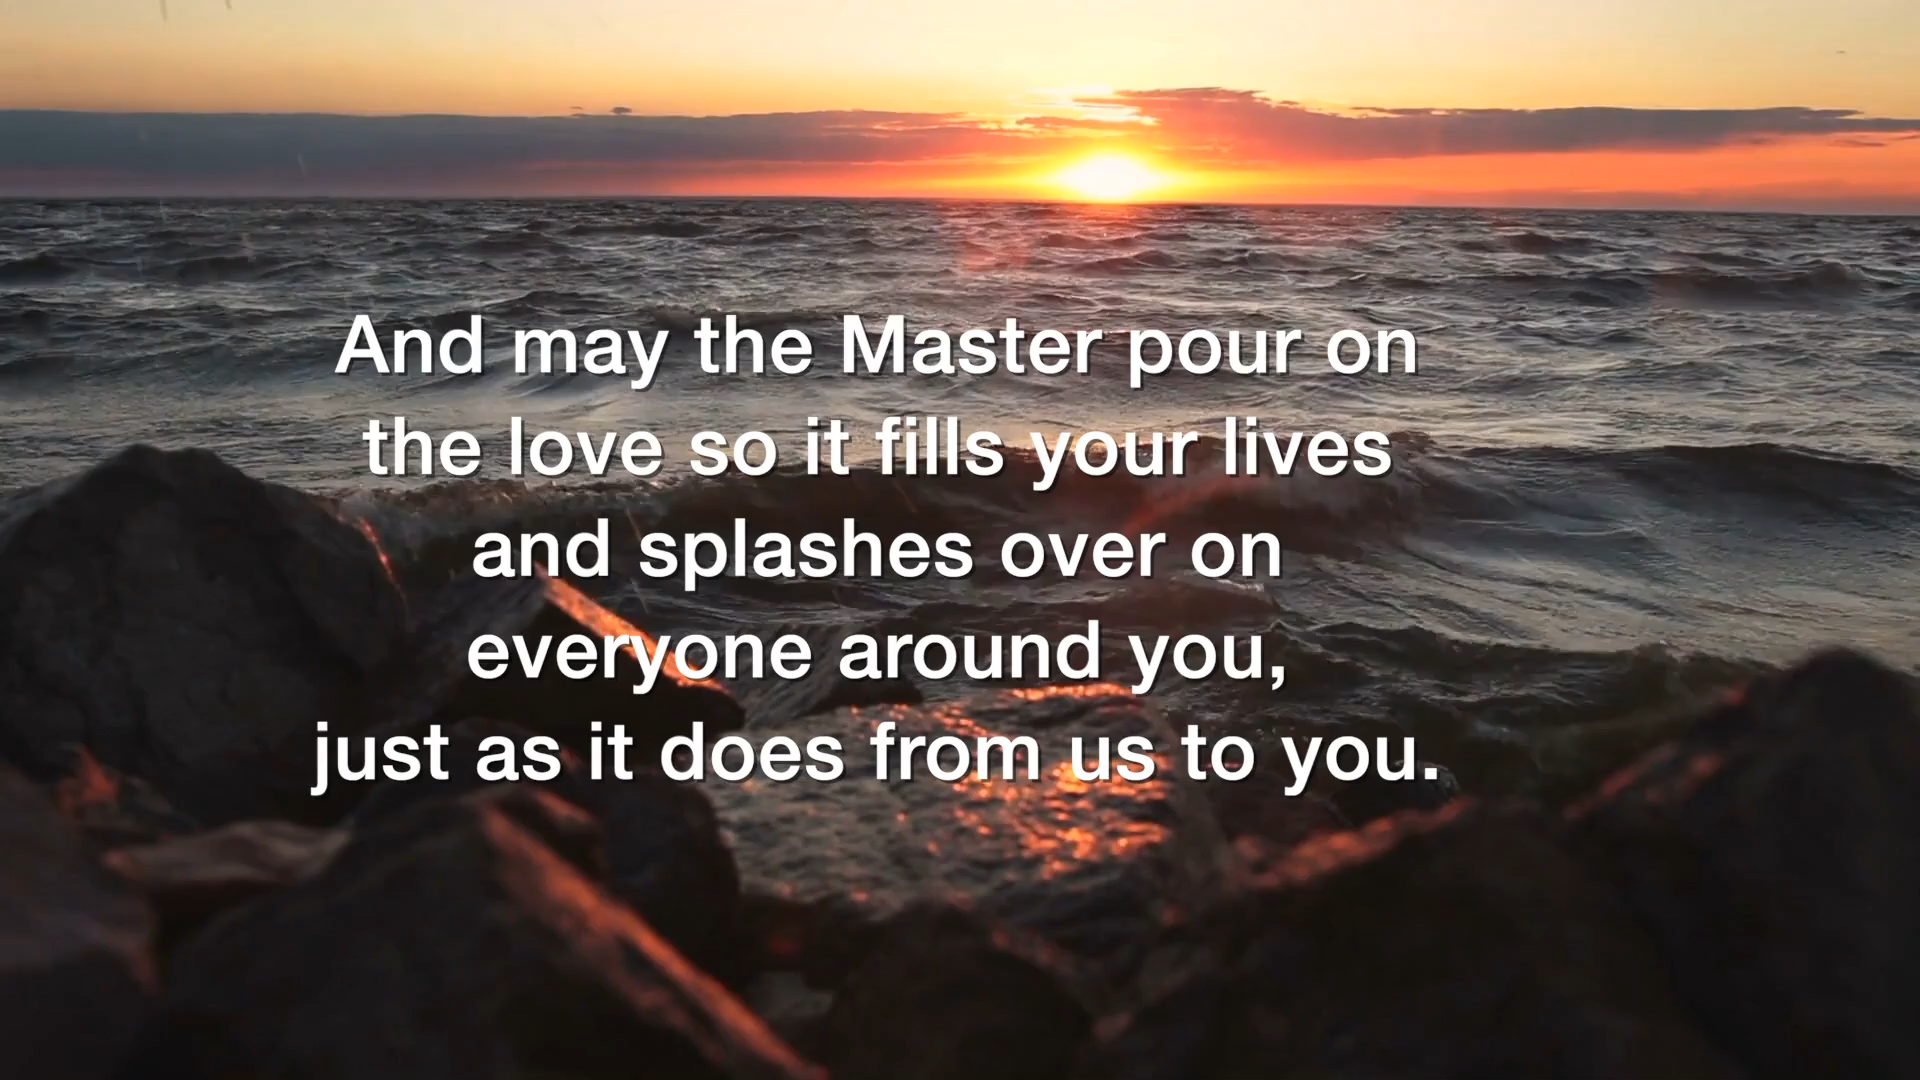 And may the Master pour on
the love so it fills your lives
and splashes over on
everyone around you,
just as it does from us to you.